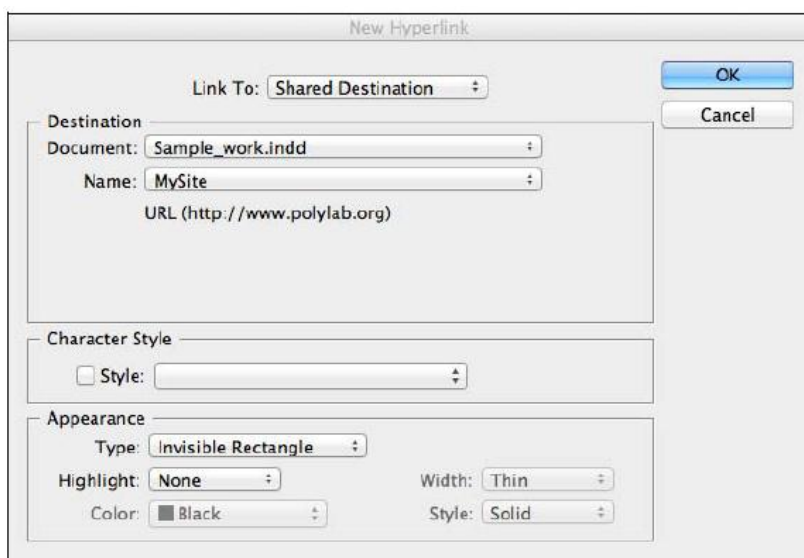 New Hyperlink
Link To: Shared Destination
OK
Cancel
Destination
Document: Sample_work.indd
Name: MySite
URL (http://www.polylab.org)
Character Style
Style:
Appearance
Type: Invisible Rectangle
Highlight: None Width: Thin
Color: Black Style: Solid